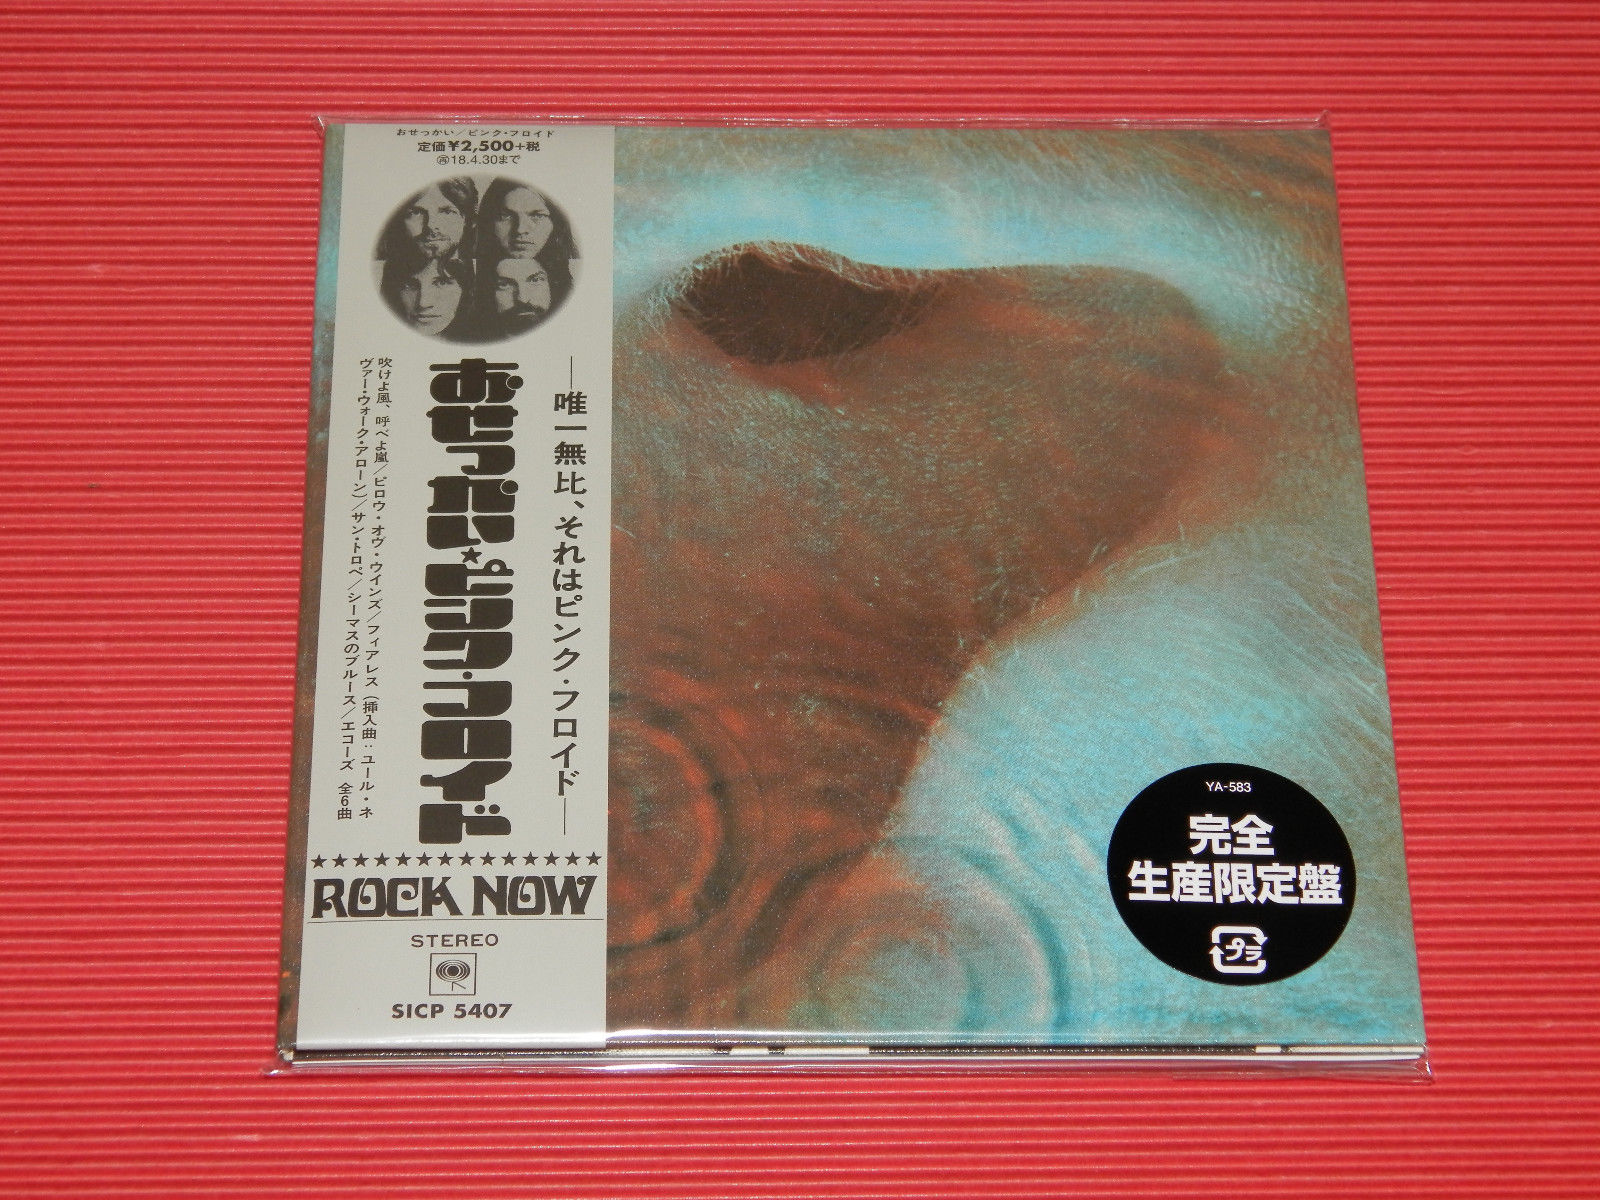 おせっかい/ピンク・フロイド
定価¥2,500+税
㋐18.4.30まで
―唯一無比、それはピンク・フロイド―
おせっかい★ピンク・フロイド
吹けよ風、呼べよ嵐/ピロウ・オヴ・ウインズ/フィアレス(挿入曲:ユール・ネ
ヴァー・ウォーク・アローン)/サン・トロペ/シーマスのブルース/エコーズ 全6曲
★★★★★★★★★★★★★★
ROCK NOW
STEREO
SICP 5407
YA-583
完全
生産限定盤
プラ